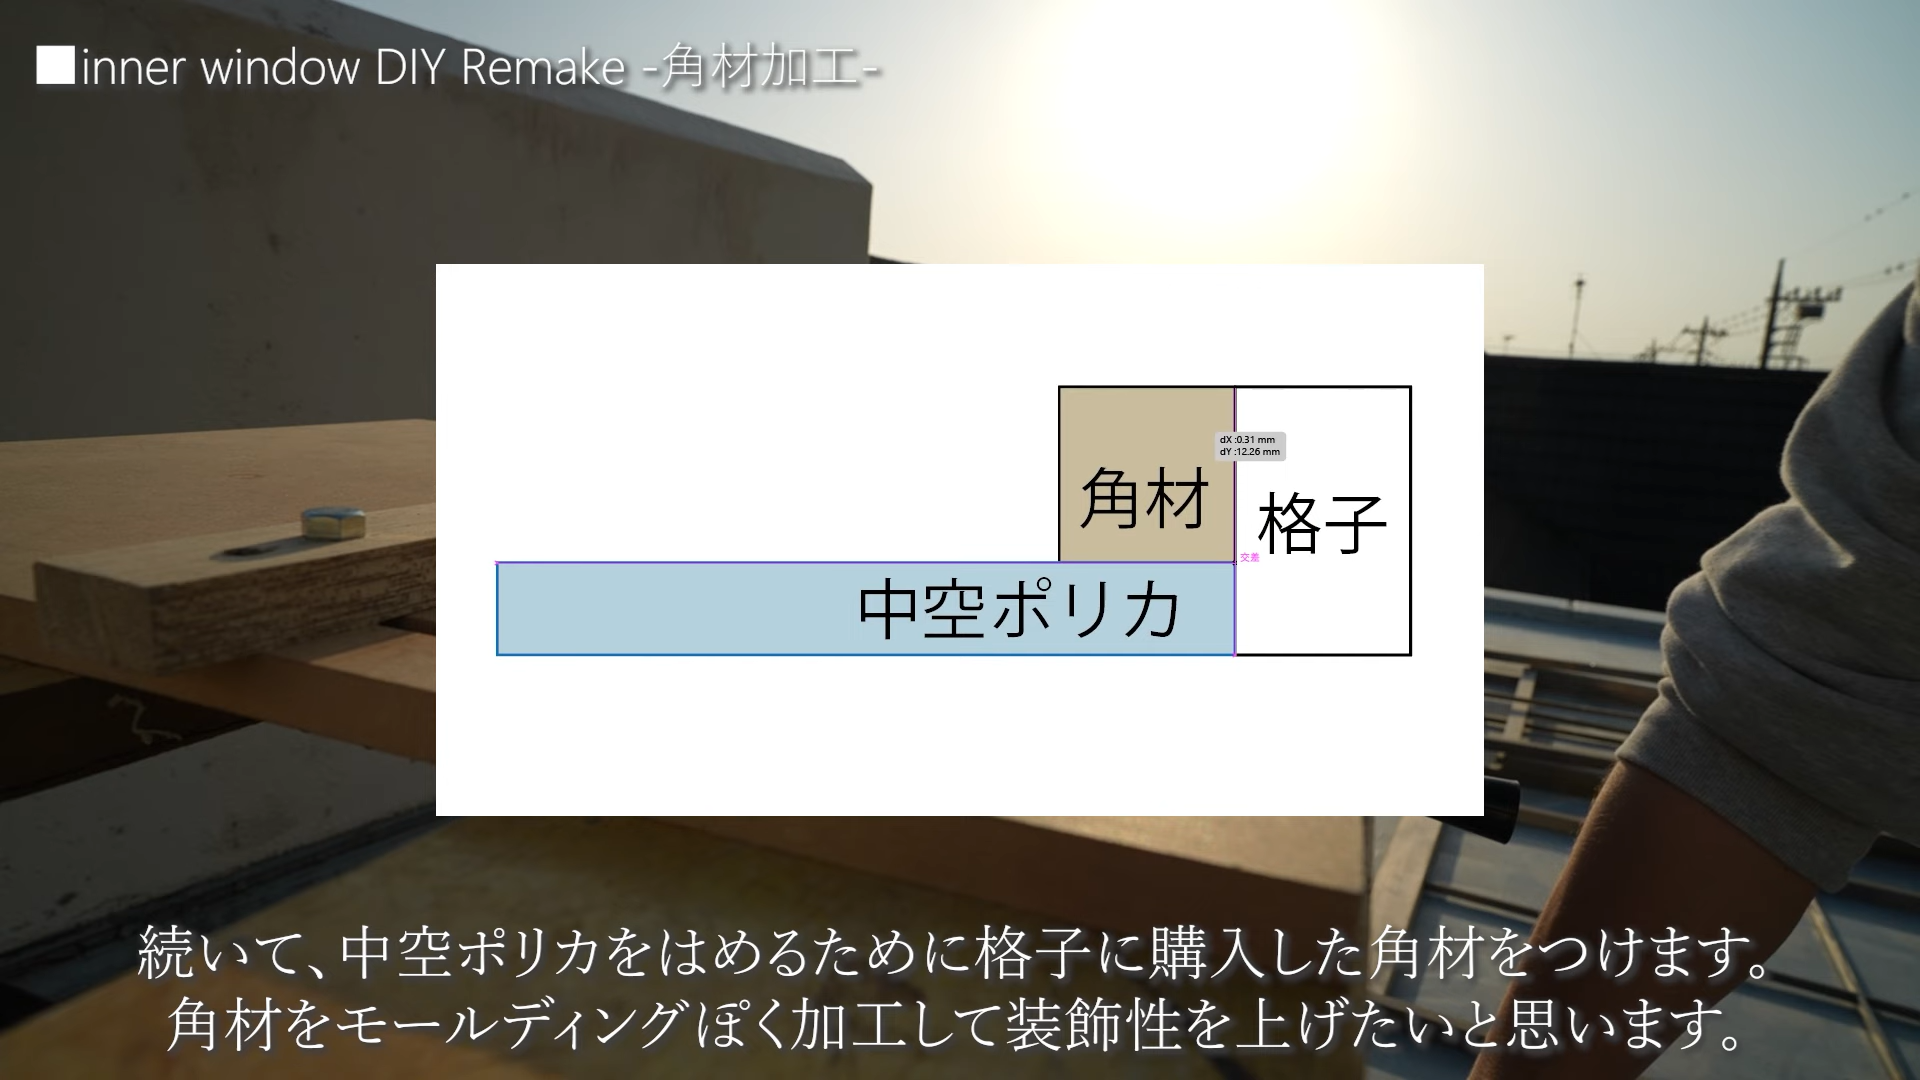 ■inner window DIY Remake -角材加工-
角材
dX :0.31 mm
dY :12.26 mm
格子
交差
中空ポリカ
続いて、中空ポリカをはめるために格子に購入した角材をつけます。
角材をモールディングぽく加工して装飾性を上げたいと思います。